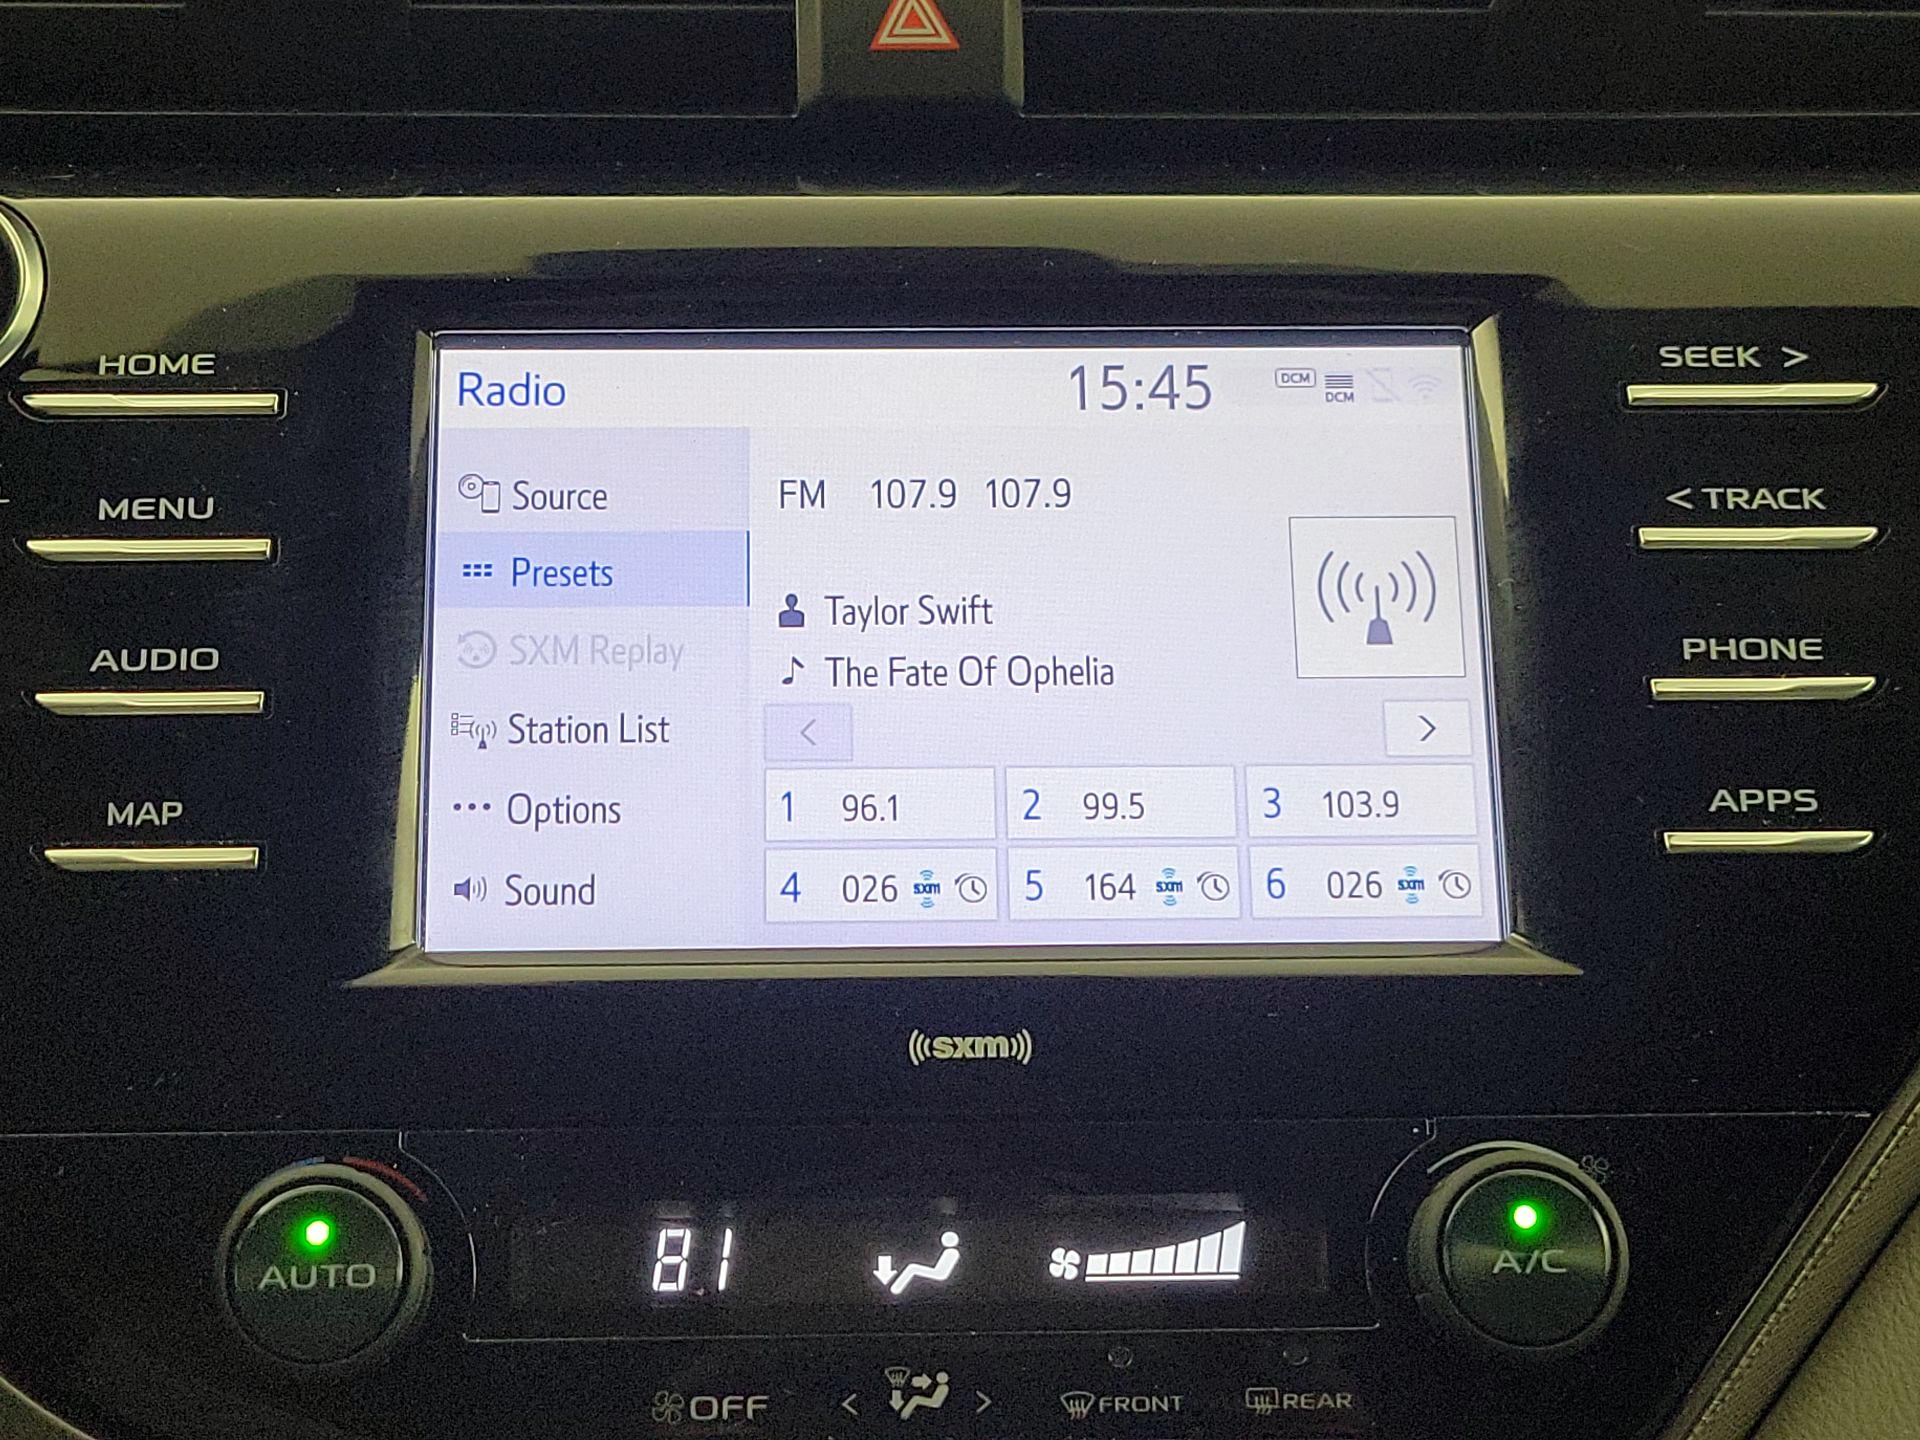 HOME
MENU
AUDIO
MAP
Radio 15:45 DCM DCM
Source
Presets
SXM Replay
Station List
Options
Sound
FM 107.9 107.9
Taylor Swift
The Fate Of Ophelia
< >
1 96.1
2 99.5
3 103.9
4 026 sxm
5 164 sxm
6 026 sxm
SEEK >
< TRACK
PHONE
APPS
sxm
AUTO
81
A/C
OFF
< >
FRONT
REAR